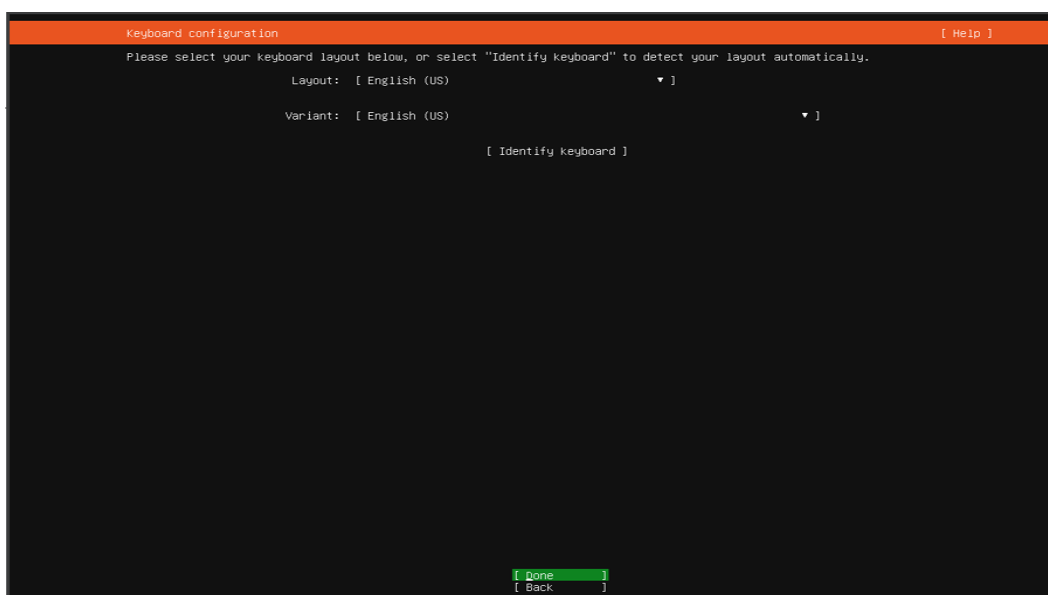 Keyboard configuration [ Help ]
Please select your keyboard layout below, or select "Identify keyboard" to detect your layout automatically.
Layout: [ English (US) ▾ ]
Variant: [ English (US) ▾ ]
[ Identify keyboard ]
[ Done ]
[ Back ]